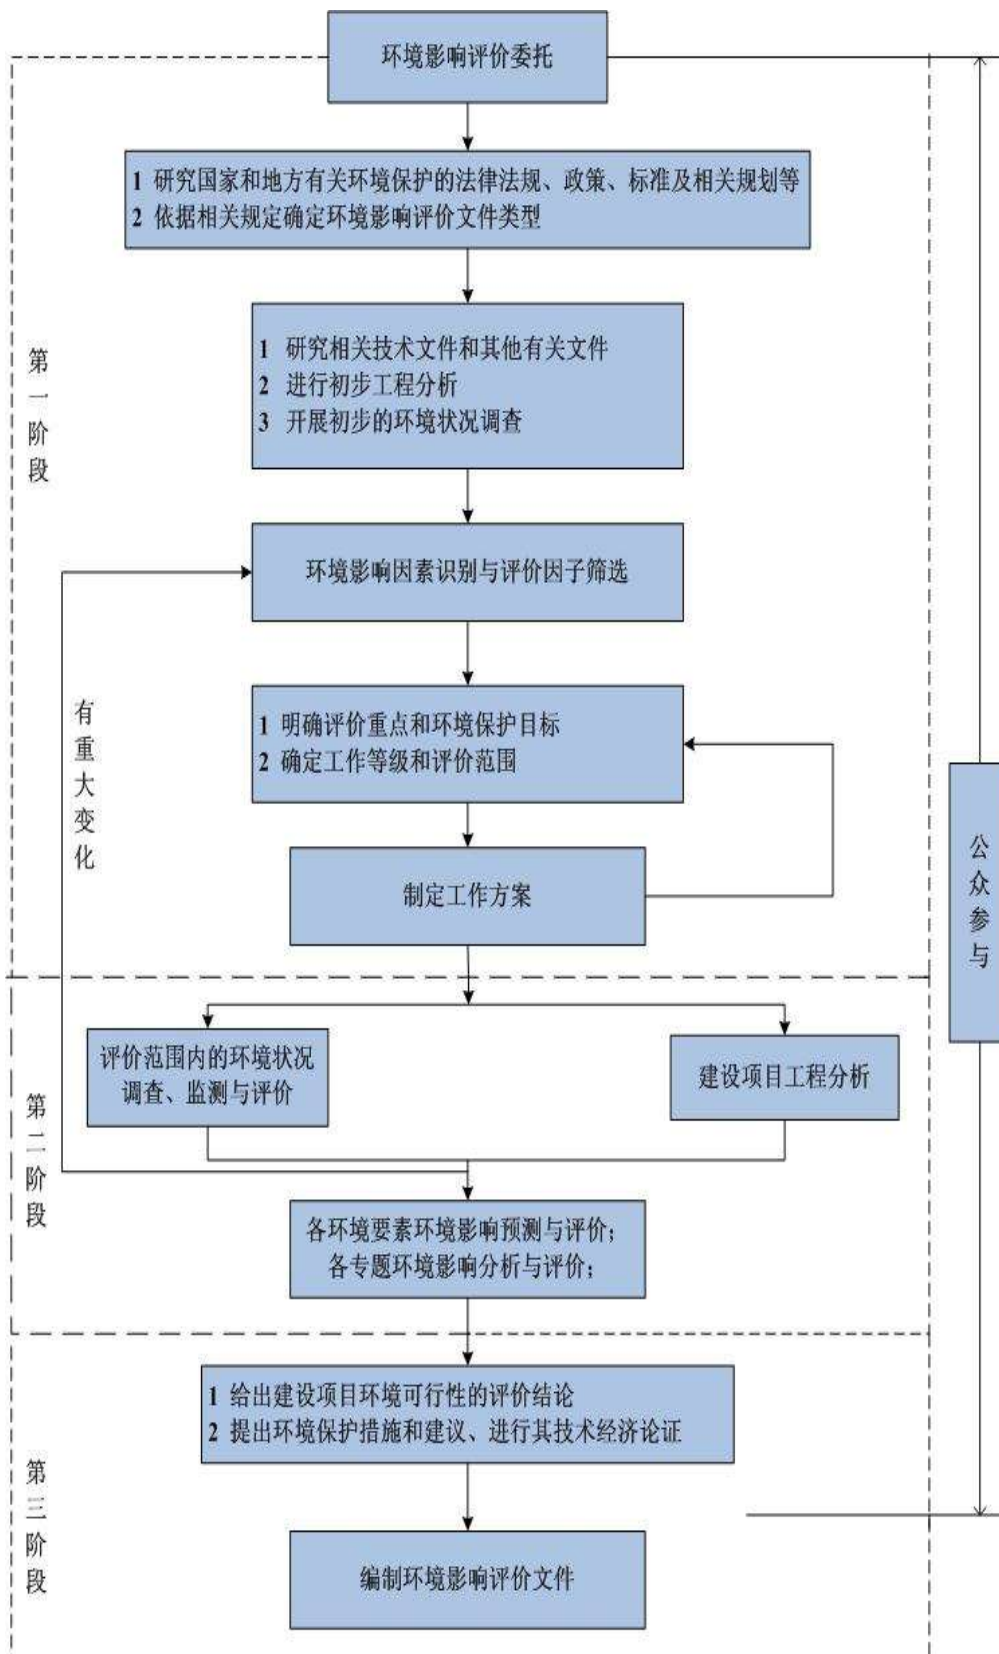 环境影响评价委托
1 研究国家和地方有关环境保护的法律法规、政策、标准及相关规划等
2 依据相关规定确定环境影响评价文件类型
第一阶段
1 研究相关技术文件和其他有关文件
2 进行初步工程分析
3 开展初步的环境状况调查
环境影响因素识别与评价因子筛选
有重大变化
1 明确评价重点和环境保护目标
2 确定工作等级和评价范围
制定工作方案
公众参与
第二阶段
评价范围内的环境状况
调查、监测与评价
建设项目工程分析
各环境要素环境影响预测与评价；
各专题环境影响分析与评价；
第三阶段
1 给出建设项目环境可行性的评价结论
2 提出环境保护措施和建议、进行其技术经济论证
编制环境影响评价文件